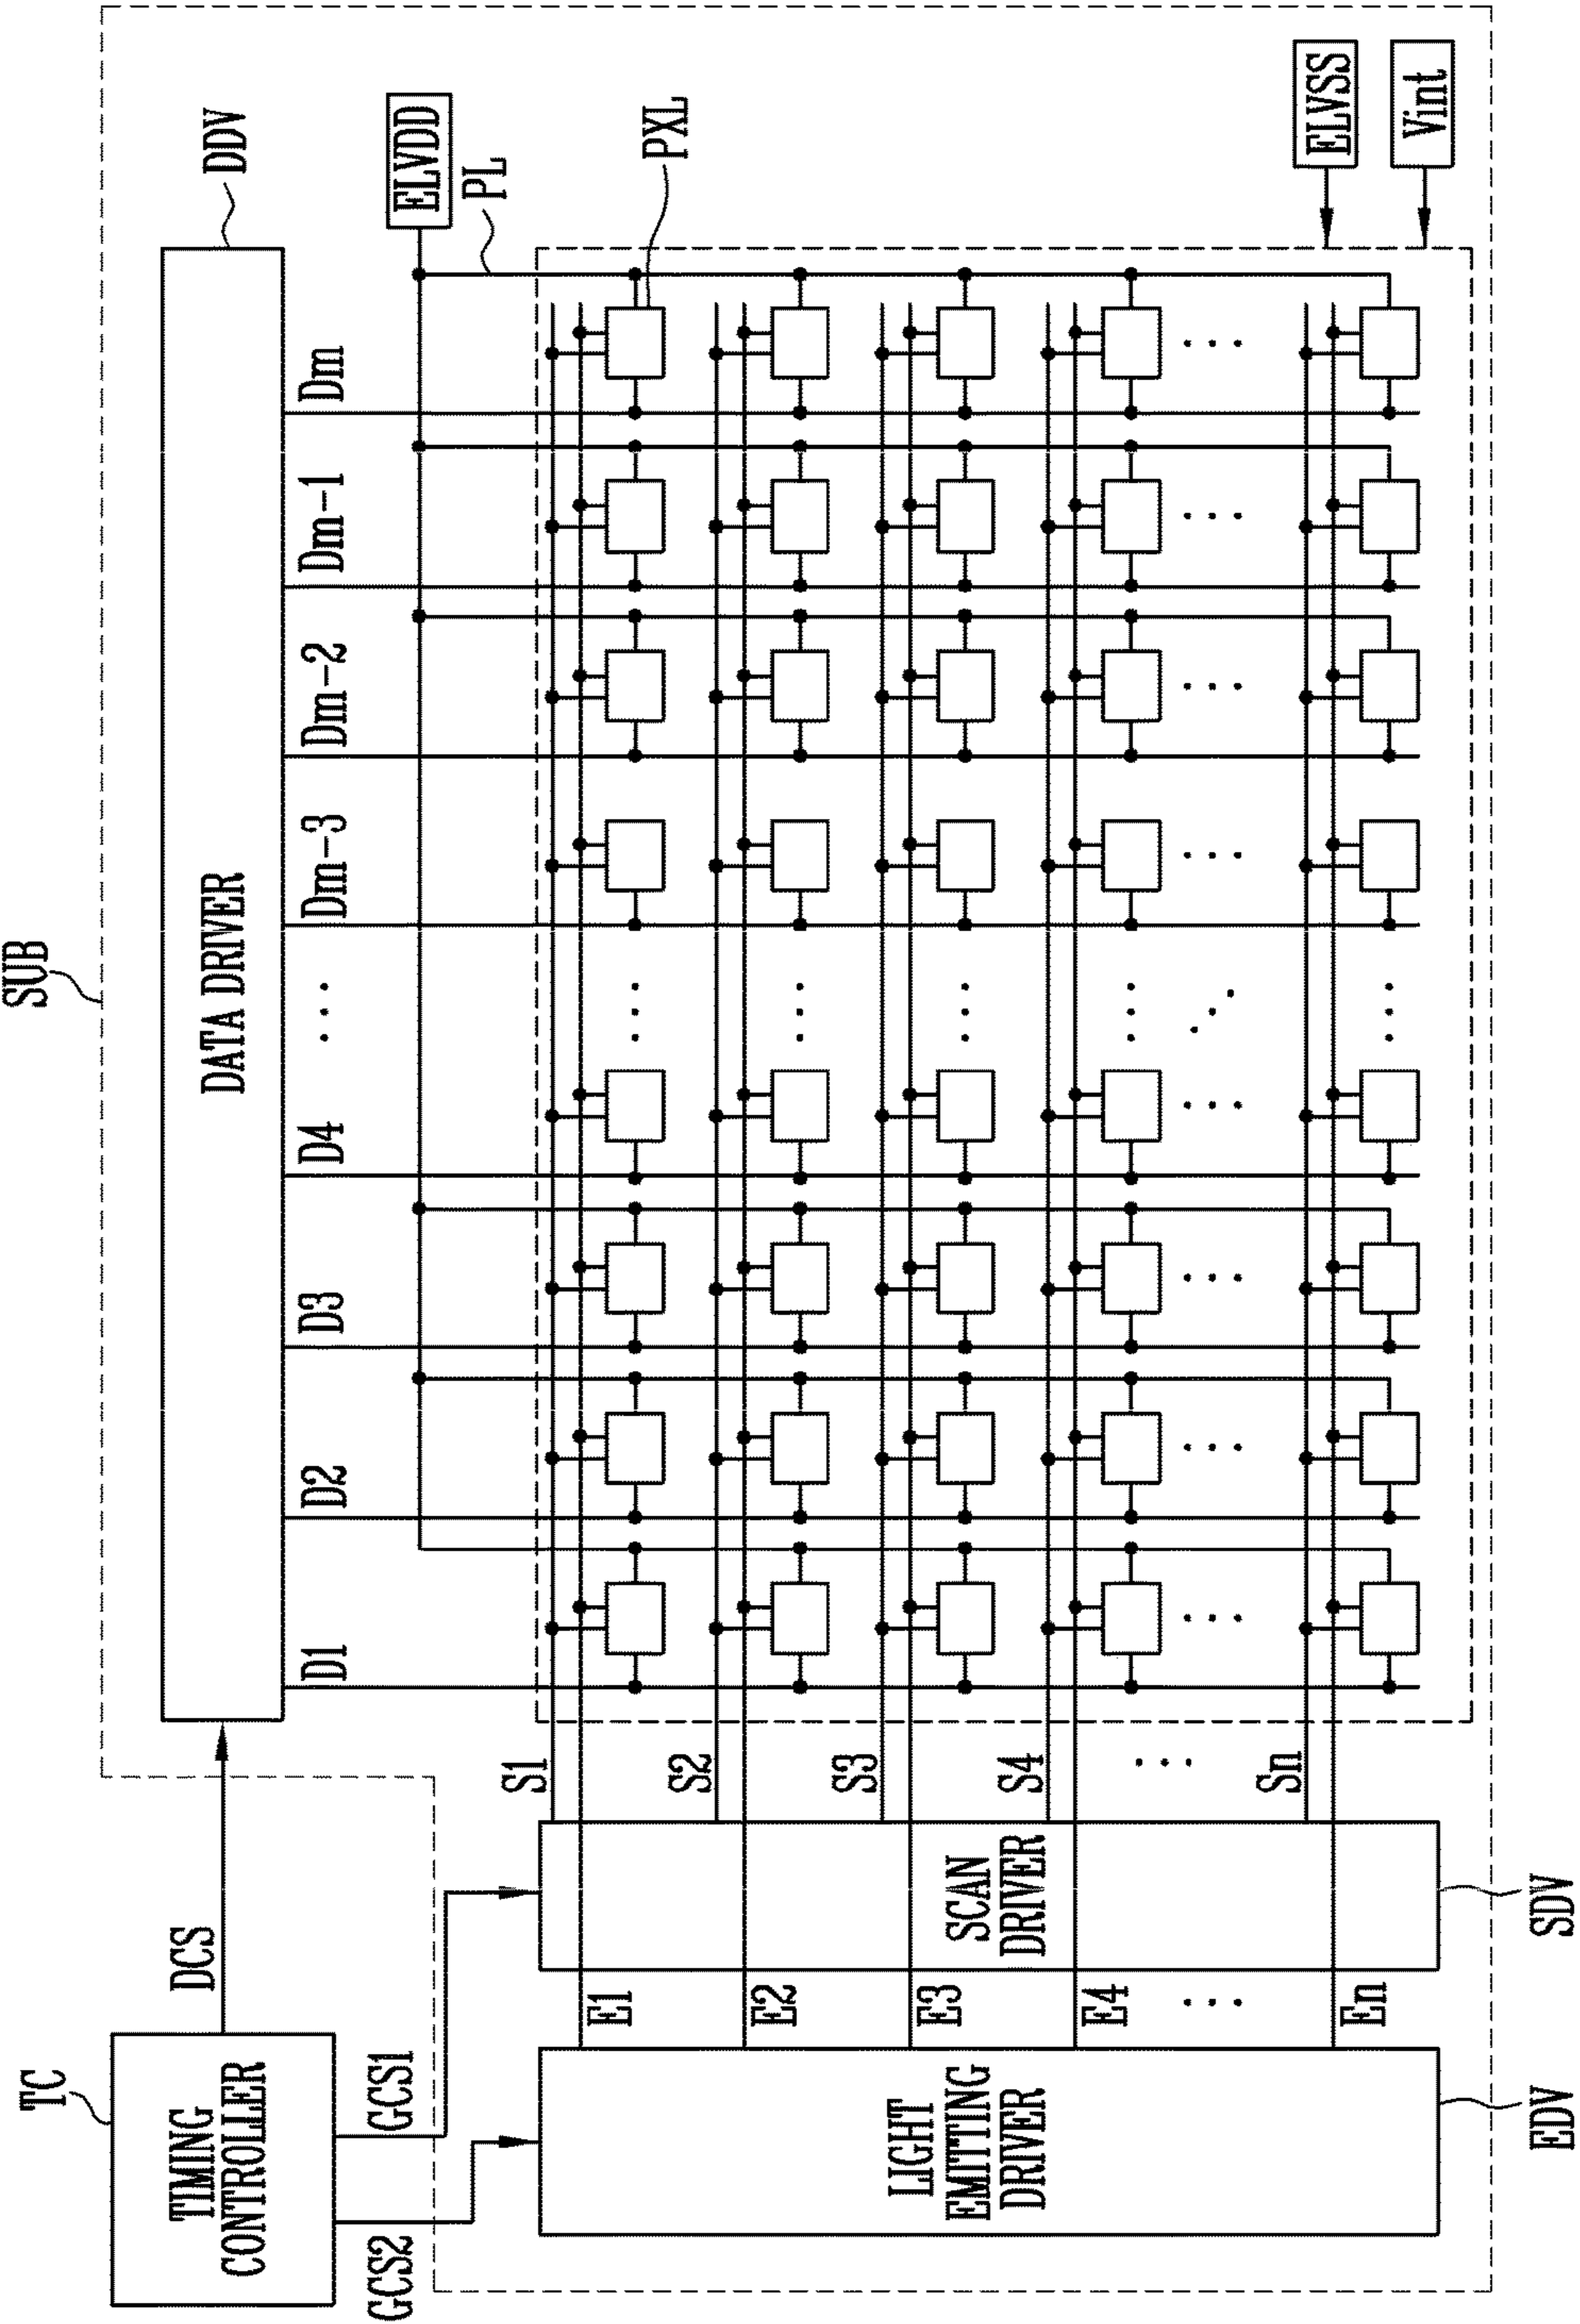 SUB
TC
TIMING
CONTROLLER
DCS
DATA DRIVER
DDV
GCS2
GCS1
D1
D2
D3
D4
...
Dm-3
Dm-2
Dm-1
Dm
ELVDD
PL
PXL
S1
S2
S3
S4
...
Sn
E1
E2
E3
E4
...
En
LIGHT
EMITTING
DRIVER
SCAN
DRIVER
ELVSS
Vint
EDV
SDV